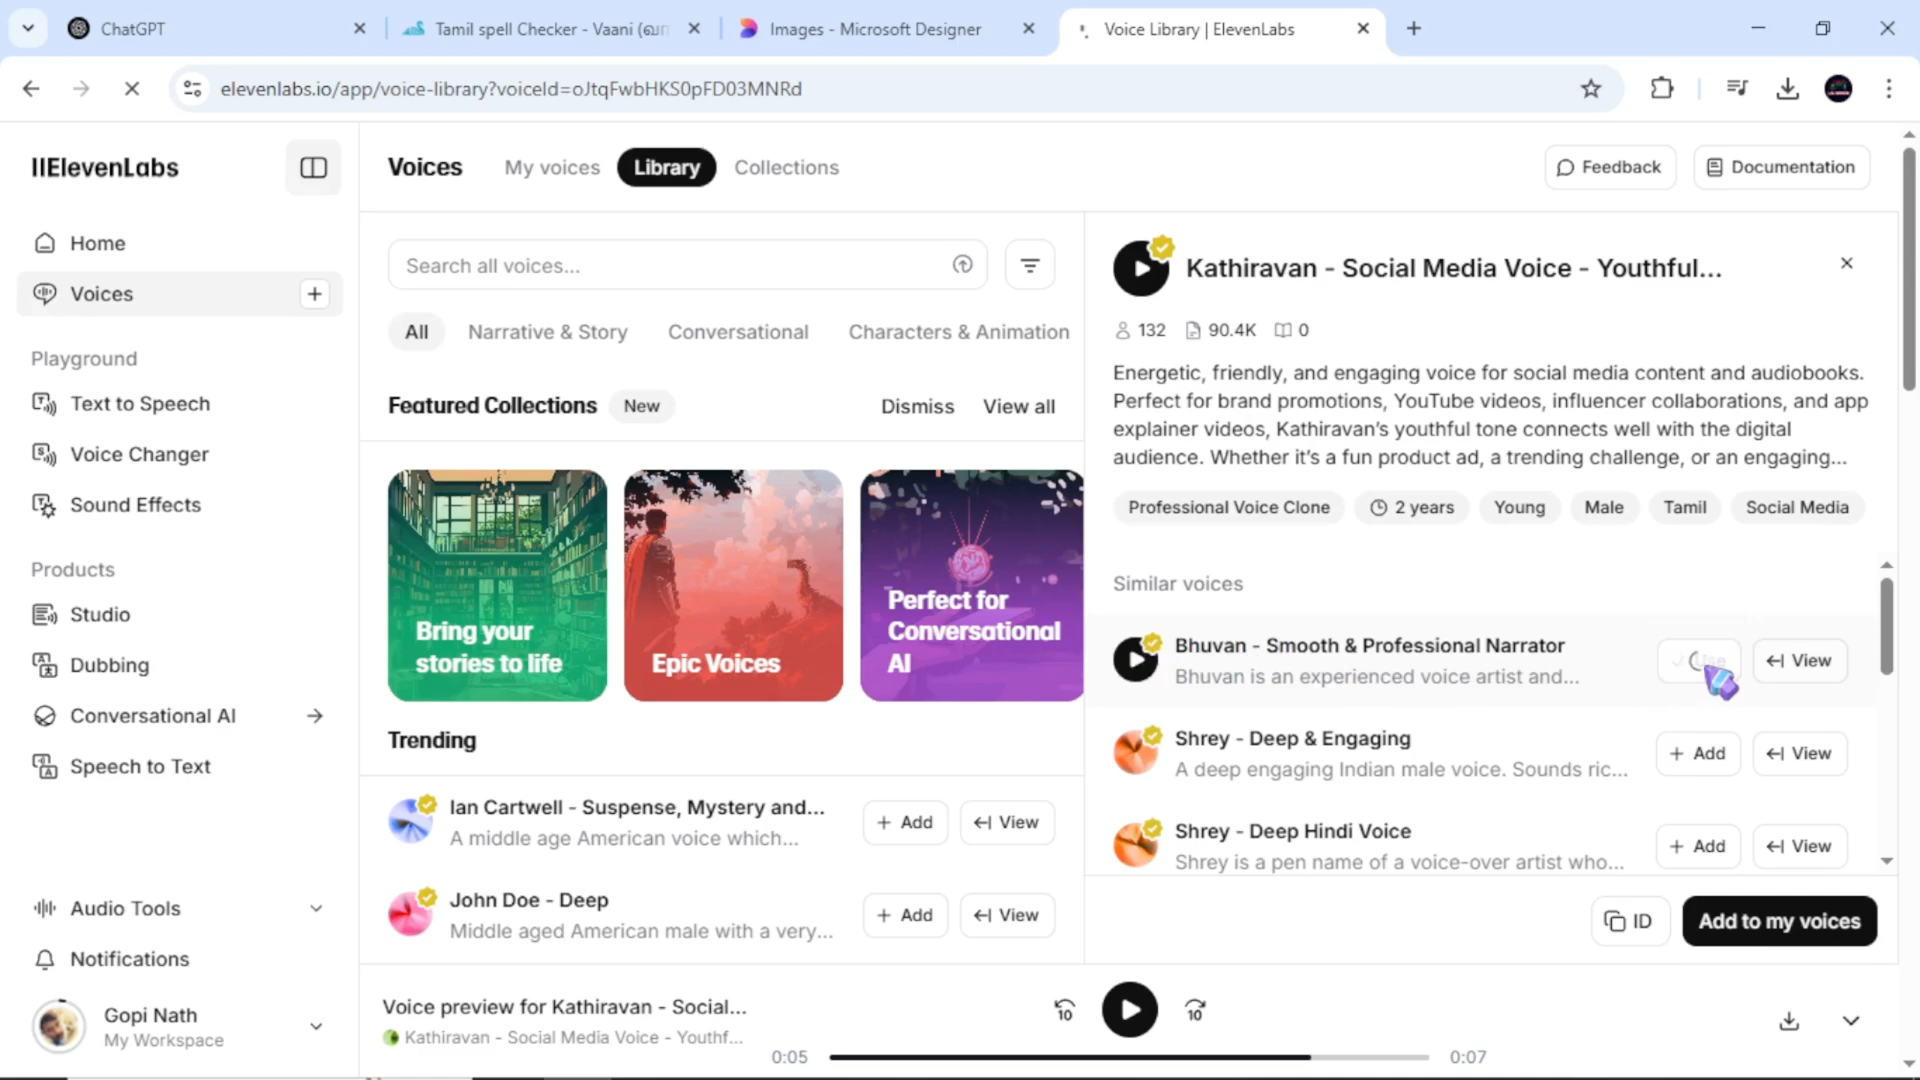 ChatGPT
Tamil spell Checker - Vaani
Images - Microsoft Designer
Voice Library | ElevenLabs
elevenlabs.io/app/voice-library?voiceId=oJtqFwbHKS0pFD03MNRd
IIElevenLabs
Voices
My voices
Library
Collections
Feedback
Documentation
Home
Voices
Playground
Text to Speech
Voice Changer
Sound Effects
Products
Studio
Dubbing
Conversational AI
Speech to Text
Audio Tools
Notifications
Gopi Nath
My Workspace
Search all voices...
All
Narrative & Story
Conversational
Characters & Animation
Featured Collections
New
Dismiss
View all
Bring your
stories to life
Epic Voices
Perfect for
Conversational
AI
Trending
Ian Cartwell - Suspense, Mystery and...
A middle age American voice which...
Add
View
John Doe - Deep
Middle aged American male with a very...
Add
View
Kathiravan - Social Media Voice - Youthful...
132
90.4K
0
Energetic, friendly, and engaging voice for social media content and audiobooks.
Perfect for brand promotions, YouTube videos, influencer collaborations, and app
explainer videos, Kathiravan's youthful tone connects well with the digital
audience. Whether it's a fun product ad, a trending challenge, or an engaging...
Professional Voice Clone
2 years
Young
Male
Tamil
Social Media
Similar voices
Bhuvan - Smooth & Professional Narrator
Bhuvan is an experienced voice artist and...
View
Shrey - Deep & Engaging
A deep engaging Indian male voice. Sounds ric...
Add
View
Shrey - Deep Hindi Voice
Shrey is a pen name of a voice-over artist who...
Add
View
ID
Add to my voices
Voice preview for Kathiravan - Social...
Kathiravan - Social Media Voice - Youthf...
10
10
0:05
0:07